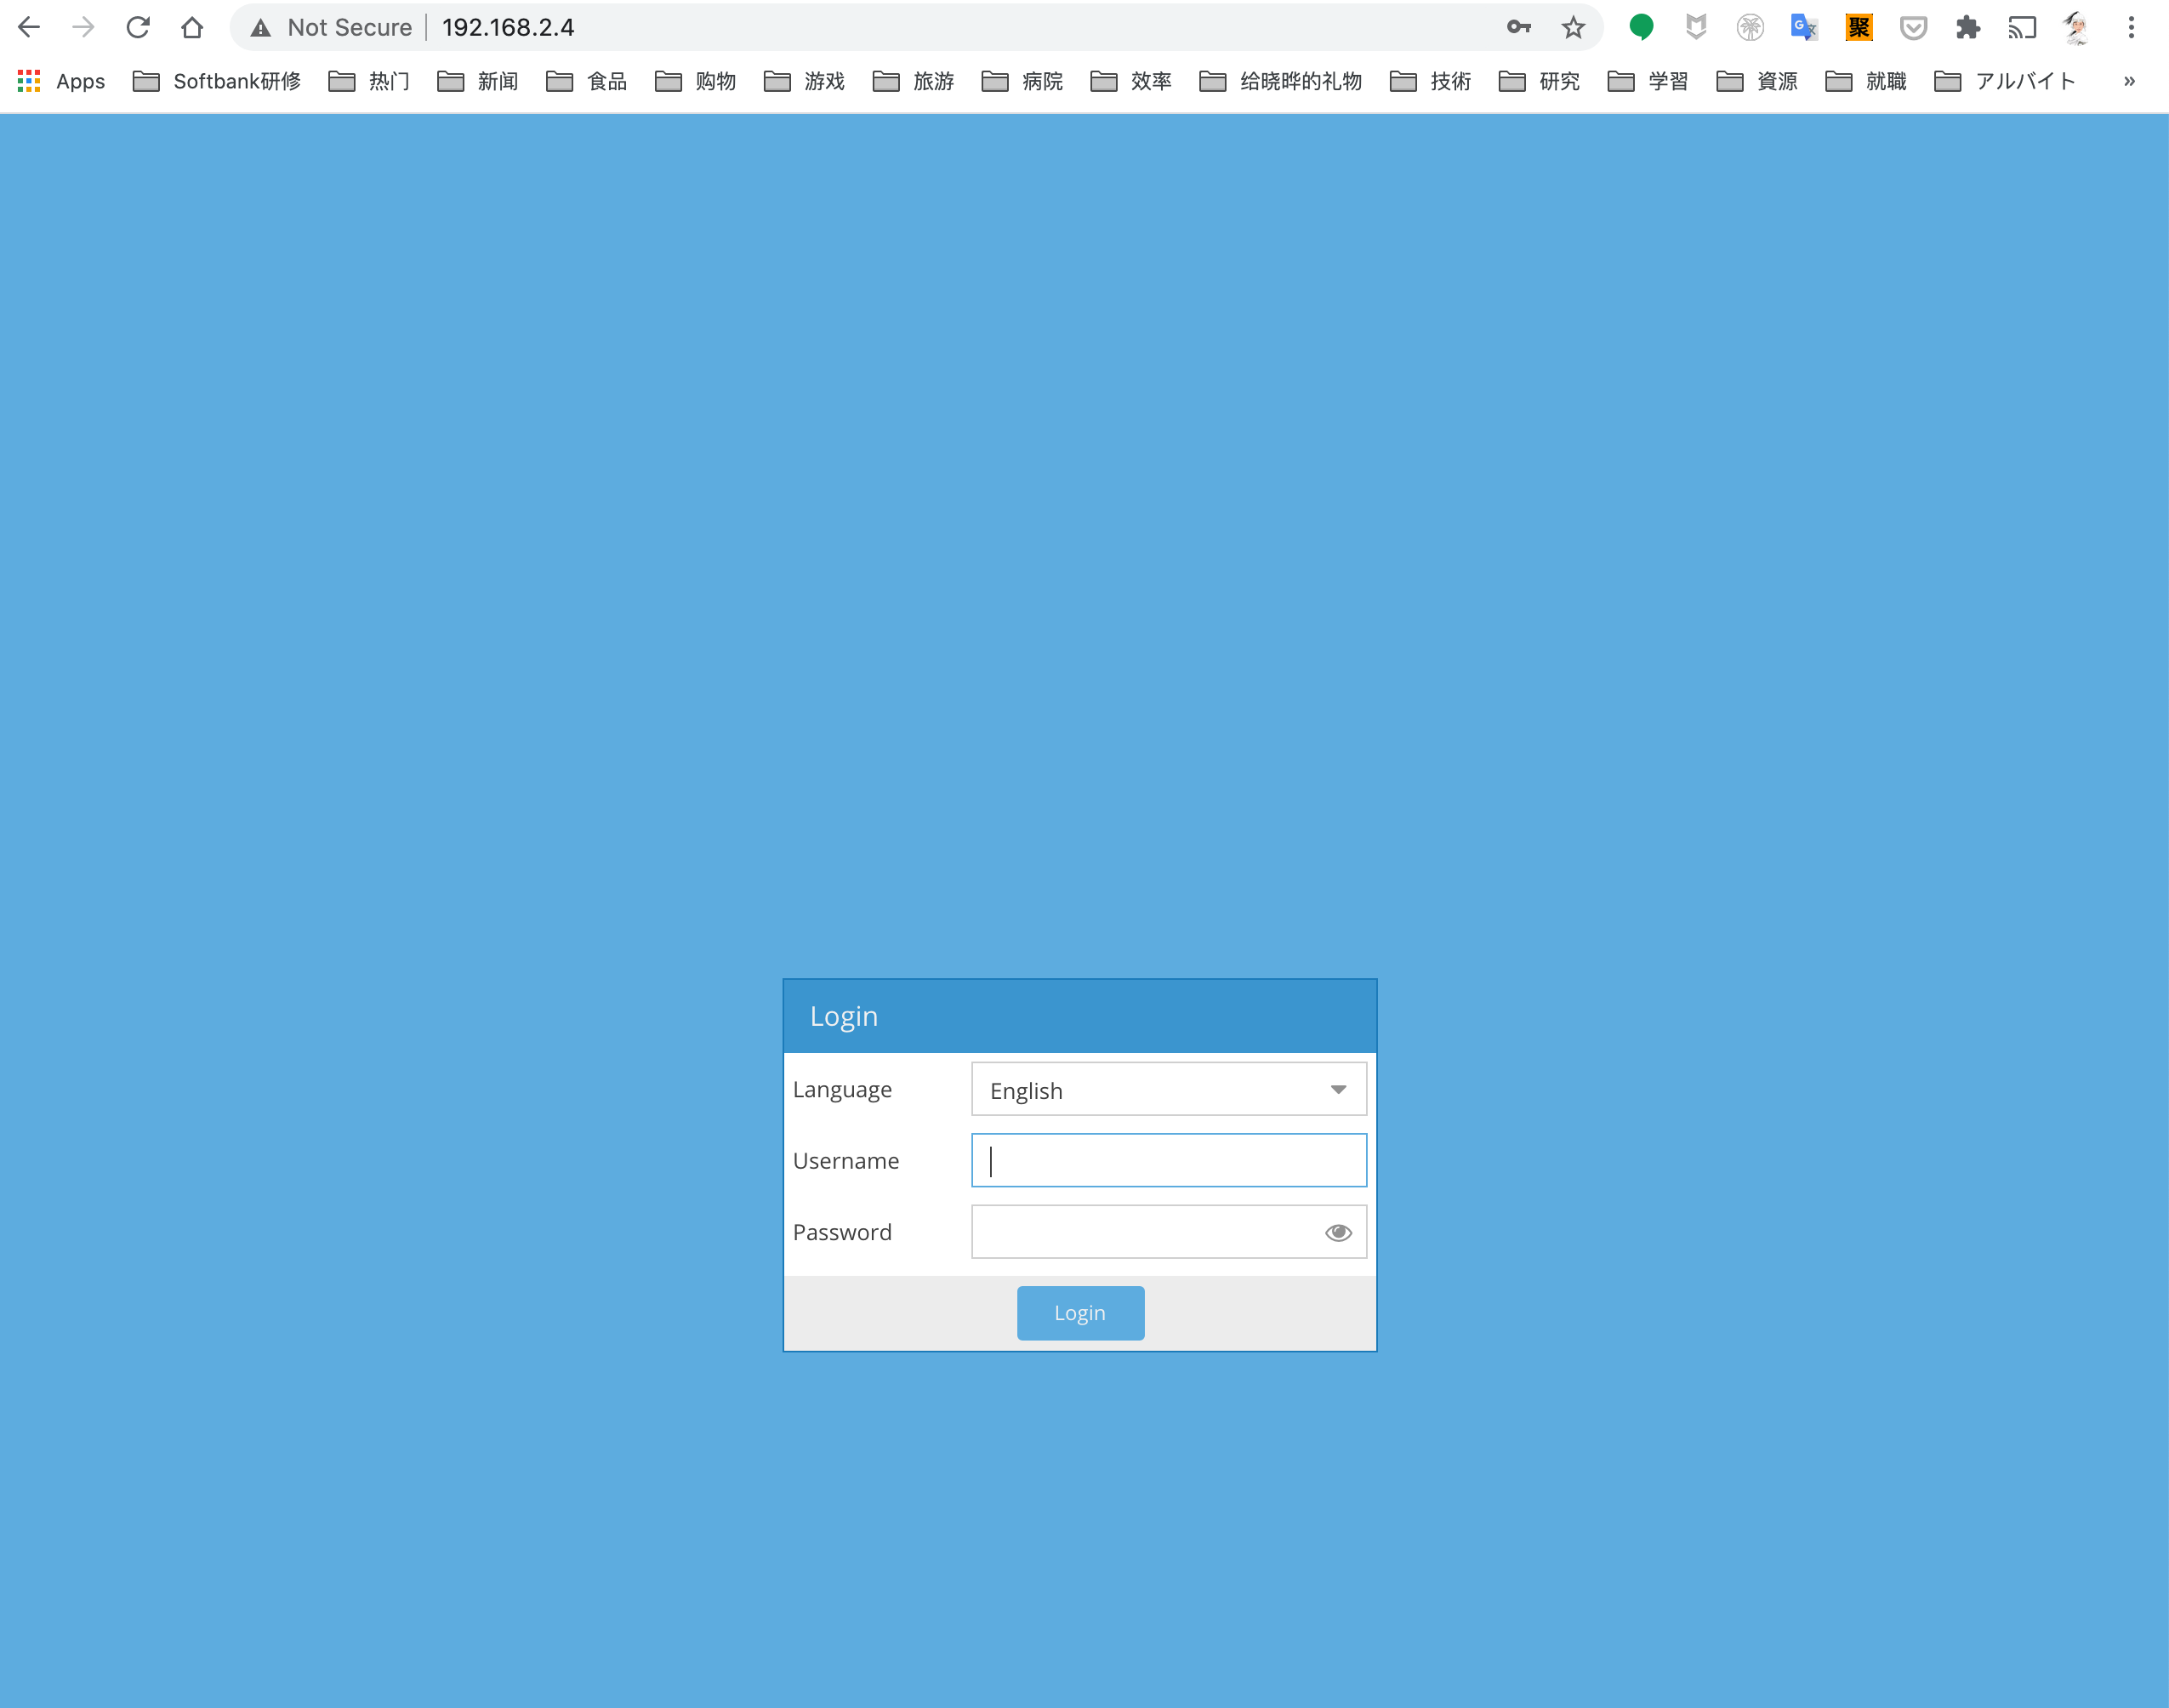 Not Secure 192.168.2.4 聚
Apps Softbank研修 热门 新闻 食品 购物 游戏 旅游 病院 效率 给晓晔的礼物 技術 研究 学習 資源 就職 アルバイト »
Login
Language English
Username
Password
Login